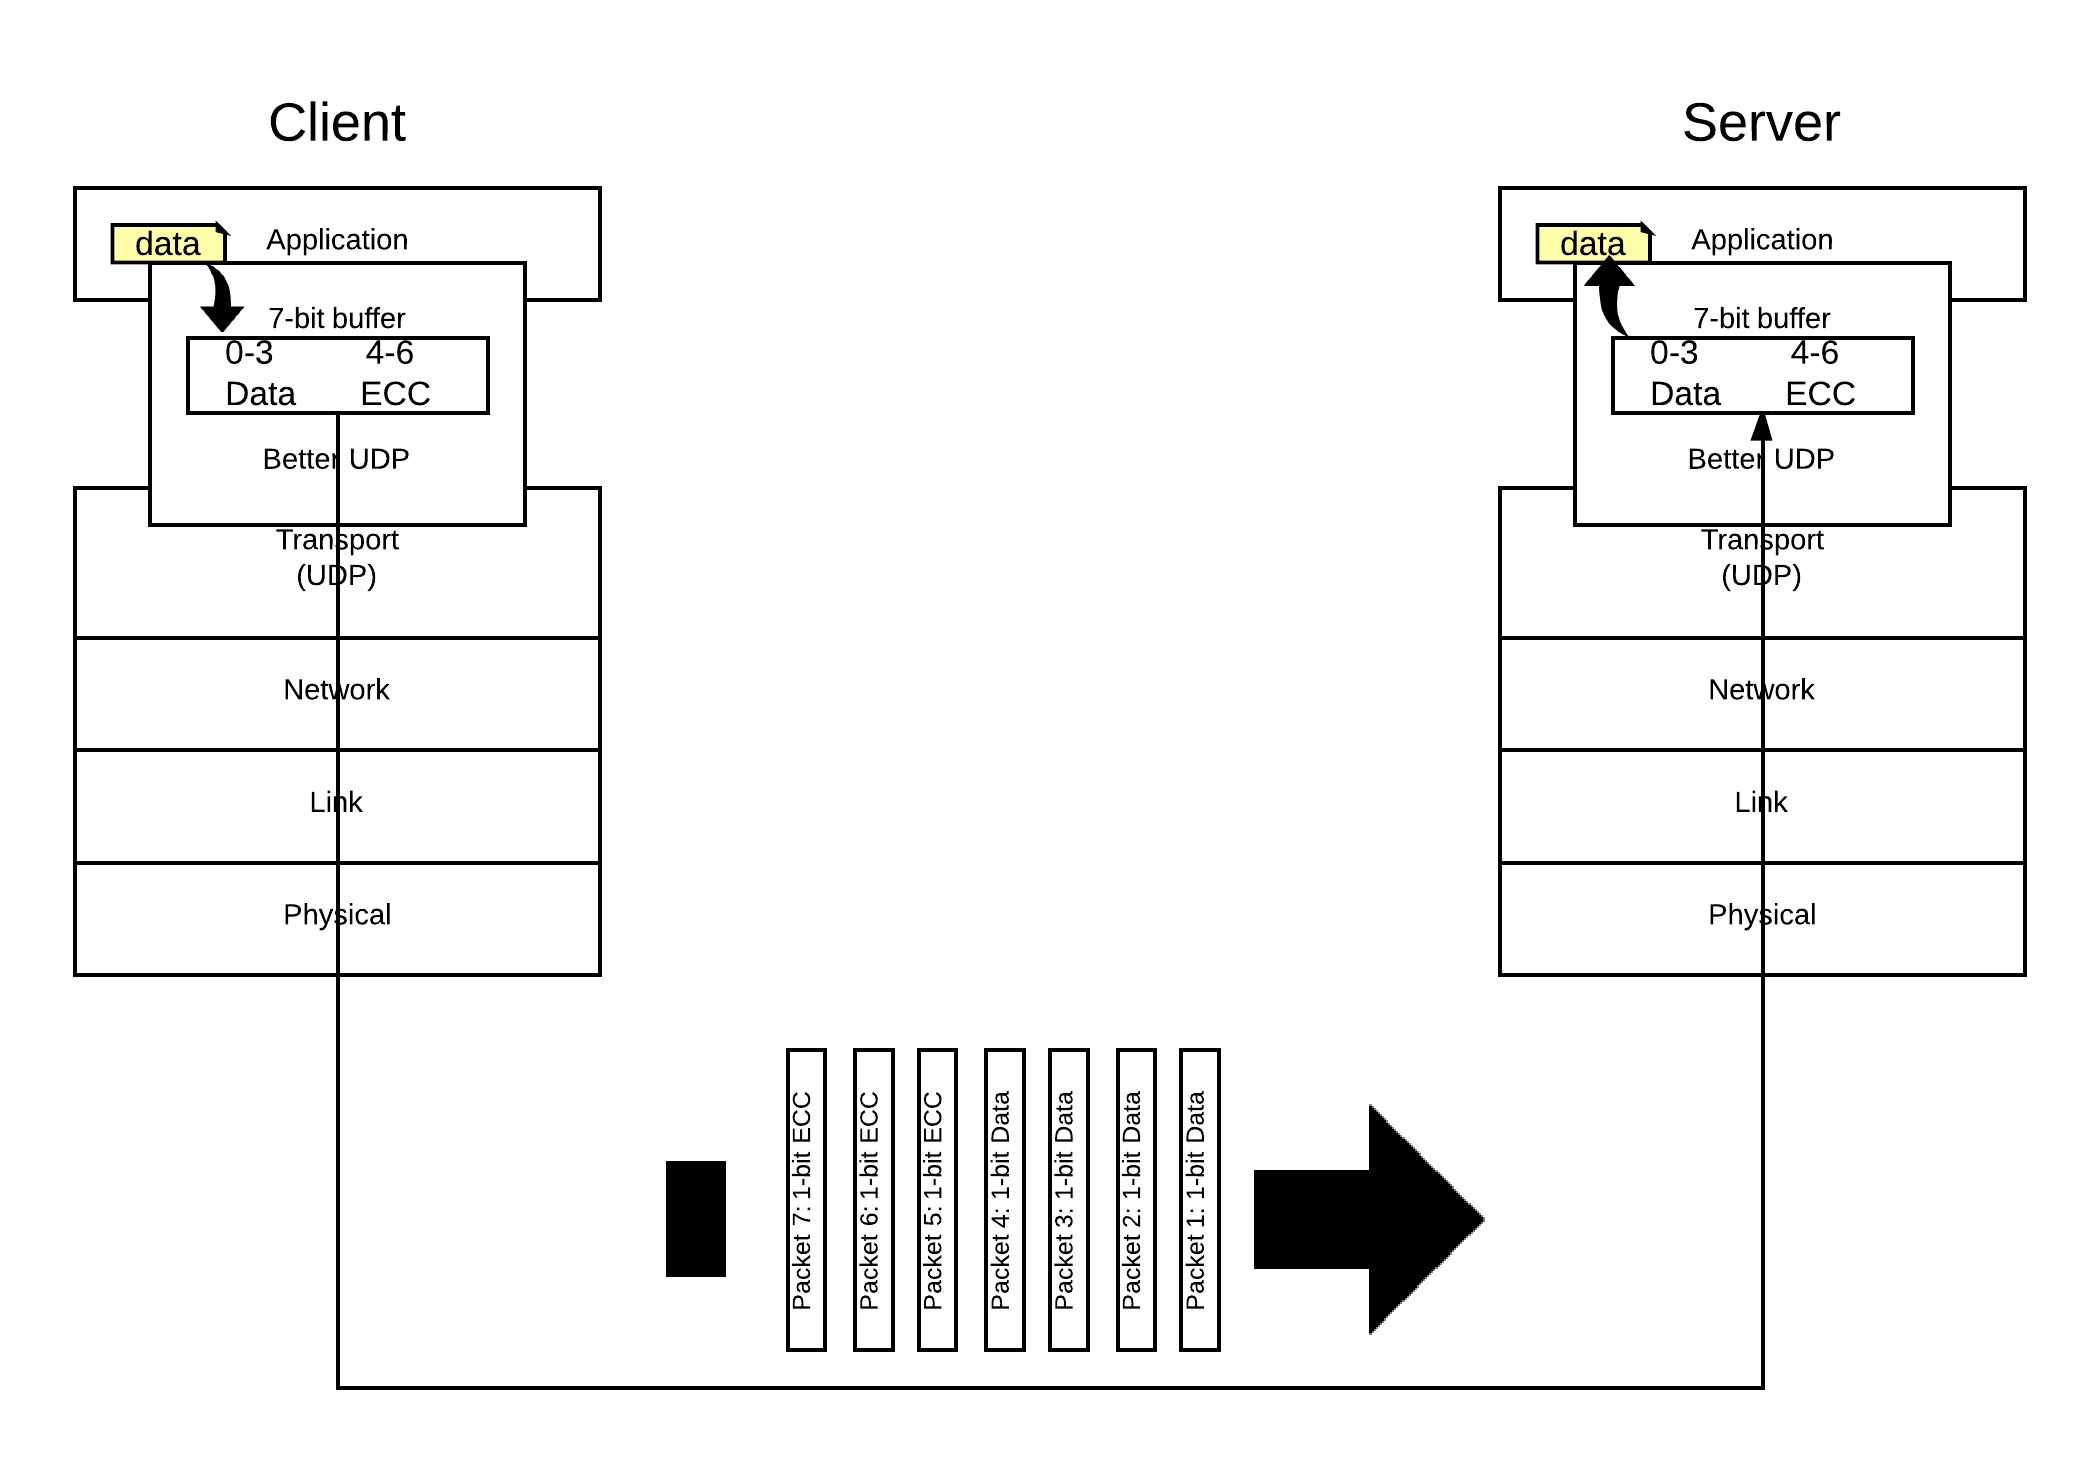 Client
data
Application
7-bit buffer
0-3 4-6
Data ECC
Better UDP
Transport
(UDP)
Network
Link
Physical
Server
data
Application
7-bit buffer
0-3 4-6
Data ECC
Better UDP
Transport
(UDP)
Network
Link
Physical
Packet 7: 1-bit ECC
Packet 6: 1-bit ECC
Packet 5: 1-bit ECC
Packet 4: 1-bit Data
Packet 3: 1-bit Data
Packet 2: 1-bit Data
Packet 1: 1-bit Data